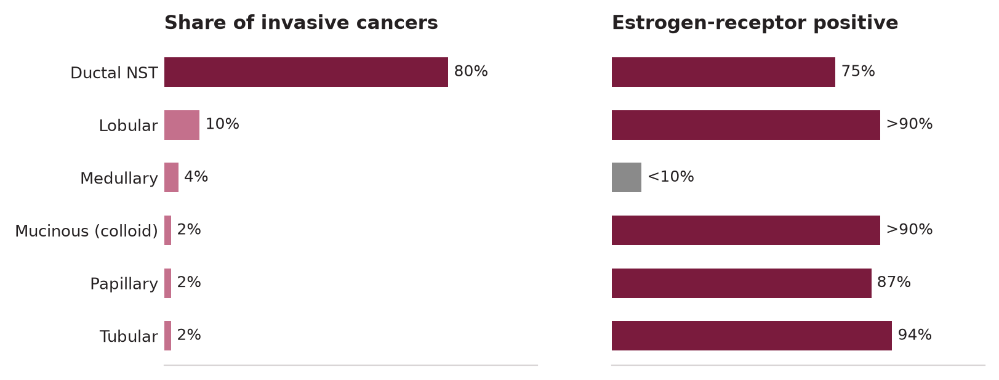 Share of invasive cancers
Ductal NST 80%
Lobular 10%
Medullary 4%
Mucinous (colloid) 2%
Papillary 2%
Tubular 2%
Estrogen-receptor positive
75%
>90%
<10%
>90%
87%
94%